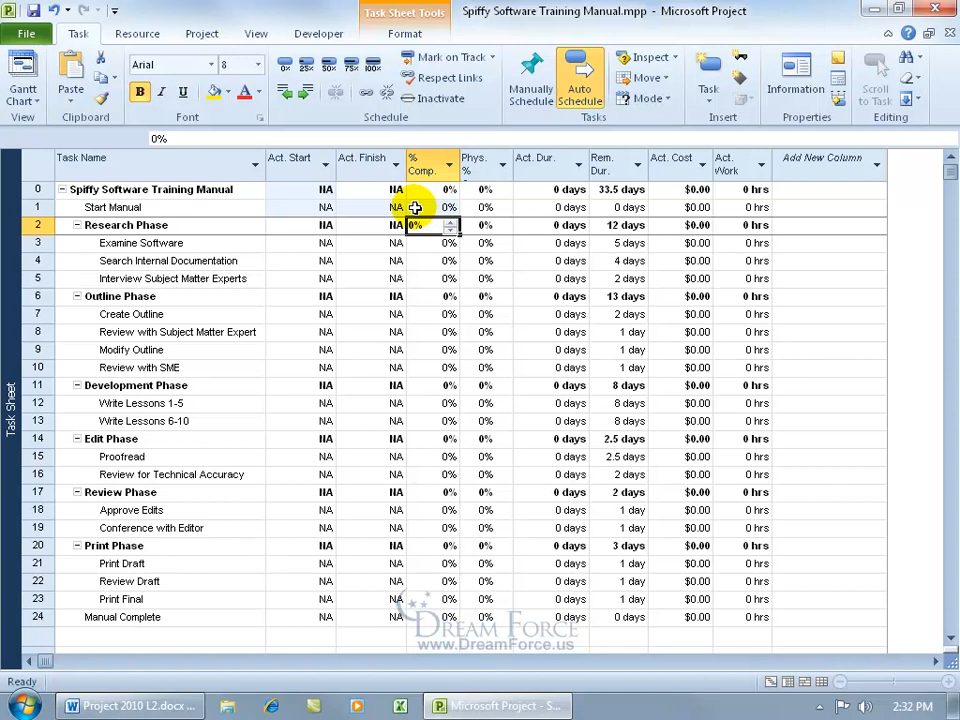 Task Sheet Tools
Spiffy Software Training Manual.mpp - Microsoft Project
File Task Resource Project View Developer Format
Gantt Chart
Paste
Clipboard
Arial 8
B I U A
Font
0% 25% 50% 75% 100%
Mark on Track
Respect Links
Inactivate
Schedule
Manually Schedule
Auto Schedule
Inspect
Move
Mode
Tasks
Task
Insert
Information
Properties
Scroll to Task
Editing
0%
Task Name Act. Start Act. Finish % Comp. Phys. % Act. Dur. Rem. Dur. Act. Cost Act. Work Add New Column
0 Spiffy Software Training Manual NA NA 0% 0% 0 days 33.5 days $0.00 0 hrs
1 Start Manual NA NA 0% 0% 0 days 0 days $0.00 0 hrs
2 Research Phase NA NA 0% 0% 0 days 12 days $0.00 0 hrs
3 Examine Software NA NA 0% 0% 0 days 5 days $0.00 0 hrs
4 Search Internal Documentation NA NA 0% 0% 0 days 4 days $0.00 0 hrs
5 Interview Subject Matter Experts NA NA 0% 0% 0 days 3 days $0.00 0 hrs
6 Outline Phase NA NA 0% 0% 0 days 13 days $0.00 0 hrs
7 Create Outline NA NA 0% 0% 0 days 2 days $0.00 0 hrs
8 Review with Subject Matter Expert NA NA 0% 0% 0 days 1 day $0.00 0 hrs
9 Modify Outline NA NA 0% 0% 0 days 1 day $0.00 0 hrs
10 Review with SME NA NA 0% 0% 0 days 1 day $0.00 0 hrs
11 Development Phase NA NA 0% 0% 0 days 8 days $0.00 0 hrs
12 Write Lessons 1-5 NA NA 0% 0% 0 days 8 days $0.00 0 hrs
13 Write Lessons 6-10 NA NA 0% 0% 0 days 8 days $0.00 0 hrs
14 Edit Phase NA NA 0% 0% 0 days 2.5 days $0.00 0 hrs
15 Proofread NA NA 0% 0% 0 days 2.5 days $0.00 0 hrs
16 Review for Technical Accuracy NA NA 0% 0% 0 days 2 days $0.00 0 hrs
17 Review Phase NA NA 0% 0% 0 days 2 days $0.00 0 hrs
18 Approve Edits NA NA 0% 0% 0 days 1 day $0.00 0 hrs
19 Conference with Editor NA NA 0% 0% 0 days 1 day $0.00 0 hrs
20 Print Phase NA NA 0% 0% 0 days 3 days $0.00 0 hrs
21 Print Draft NA NA 0% 0% 0 days 1 day $0.00 0 hrs
22 Review Draft NA NA 0% 0% 0 days 1 day $0.00 0 hrs
23 Print Final NA NA 0% 0% 0 days 1 day $0.00 0 hrs
24 Manual Complete NA NA 0% 0% 0 days 0 days $0.00 0 hrs
Task Sheet
DREAM FORCE
www.DreamForce.us
Ready
Project 2010 L2.docx ...
Microsoft Project - S...
2:32 PM